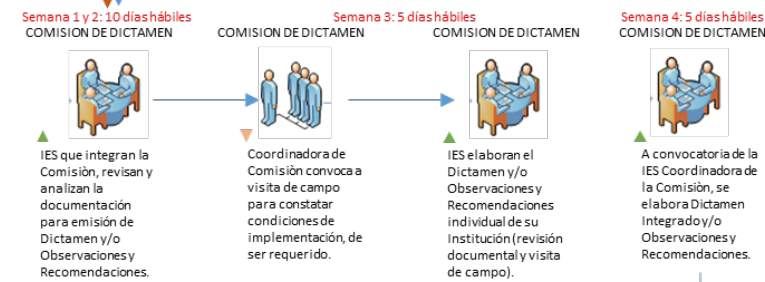 Semana 1 y 2: 10 días hábiles
COMISION DE DICTAMEN
IES que integran la
Comisiòn, revisan y
analizan la
documentación
para emisión de
Dictamen y/o
Observaciones y
Recomendaciones.
Semana 3: 5 días hábiles
COMISION DE DICTAMEN
Coordinadora de
Comisiòn convoca a
visita de campo
para constatar
condiciones de
implementación, de
ser requerido.
COMISION DE DICTAMEN
IES elaboran el
Dictamen y/o
Observaciones y
Recomendaciones
individual de su
Institución (revisión
documental y visita
de campo).
Semana 4: 5 días hábiles
COMISION DE DICTAMEN
A convocatoria de la
IES Coordinadora de
la Comisiòn, se
elabora Dictamen
Integrado y/o
Observaciones y
Recomendaciones.